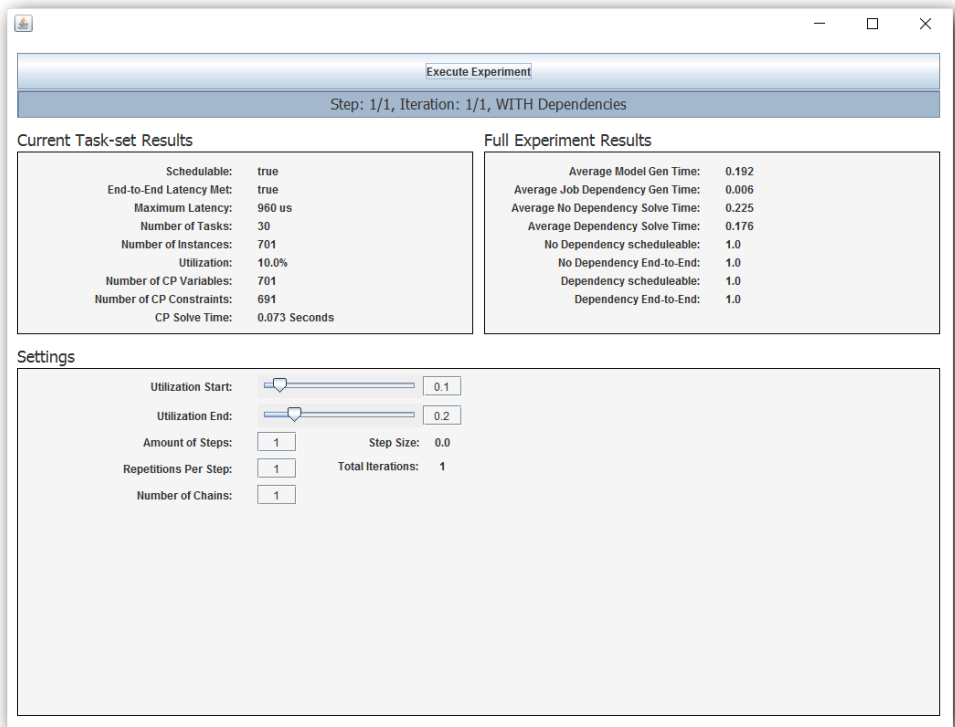 Execute Experiment
Step: 1/1, Iteration: 1/1, WITH Dependencies
Current Task-set Results
Schedulable: true
End-to-End Latency Met: true
Maximum Latency: 960 us
Number of Tasks: 30
Number of Instances: 701
Utilization: 10.0%
Number of CP Variables: 701
Number of CP Constraints: 691
CP Solve Time: 0.073 Seconds
Full Experiment Results
Average Model Gen Time: 0.192
Average Job Dependency Gen Time: 0.006
Average No Dependency Solve Time: 0.225
Average Dependency Solve Time: 0.176
No Dependency scheduleable: 1.0
No Dependency End-to-End: 1.0
Dependency scheduleable: 1.0
Dependency End-to-End: 1.0
Settings
Utilization Start: 0.1
Utilization End: 0.2
Amount of Steps: 1 Step Size: 0.0
Repetitions Per Step: 1 Total Iterations: 1
Number of Chains: 1